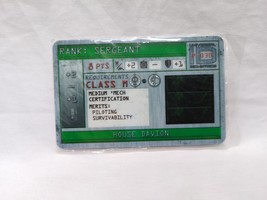 RANK: SERGEANT
8 PTS +2 - +1
REQUIREMENTS
CLASS M
MEDIUM 'MECH
CERTIFICATION
MERITS:
PILOTING
SURVIVABILITY
HOUSE DAVION